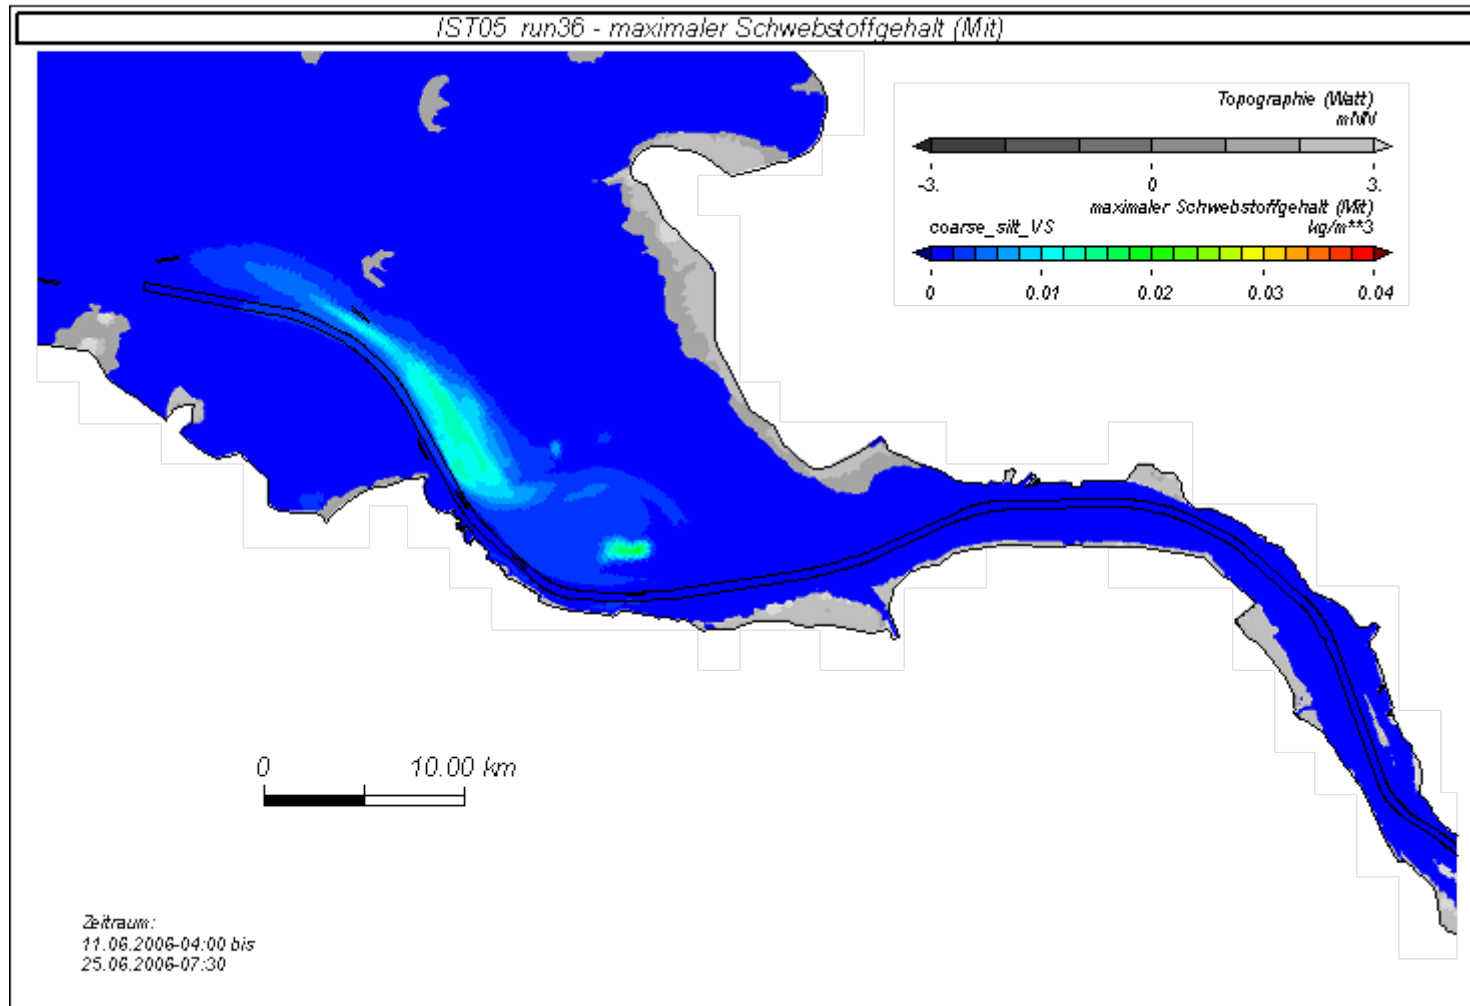 IST05 run36 - maximaler Schwebstoffgehalt (Mit)
Topographie (Watt)
mNN
-3. 0 3.
maximaler Schwebstoffgehalt (Mit)
coarse_silt_VS kg/m**3
0 0.01 0.02 0.03 0.04
0 10.00 km
Zeitraum:
11.06.2006-04:00 bis
25.06.2006-07:30